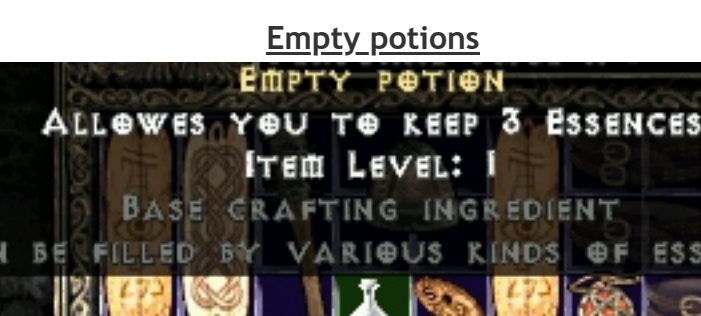 Empty potions
Empty potion
Allowes you to keep 3 Essences
Item Level: 1
Base crafting ingredient
be filled by various kinds of ess